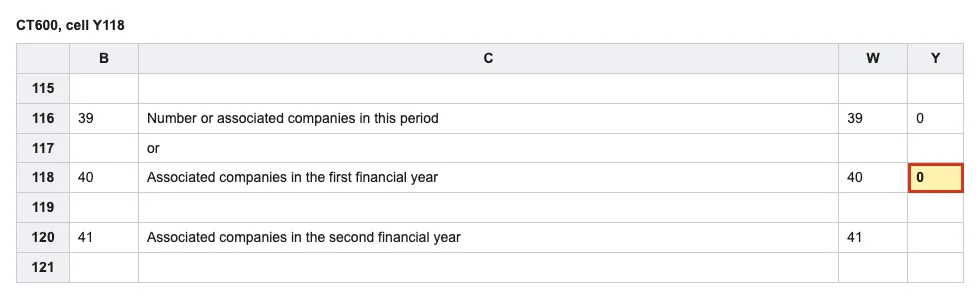 CT600, cell Y118
B C W Y
115
116 39 Number or associated companies in this period 39 0
117 or
118 40 Associated companies in the first financial year 40 0
119
120 41 Associated companies in the second financial year 41
121